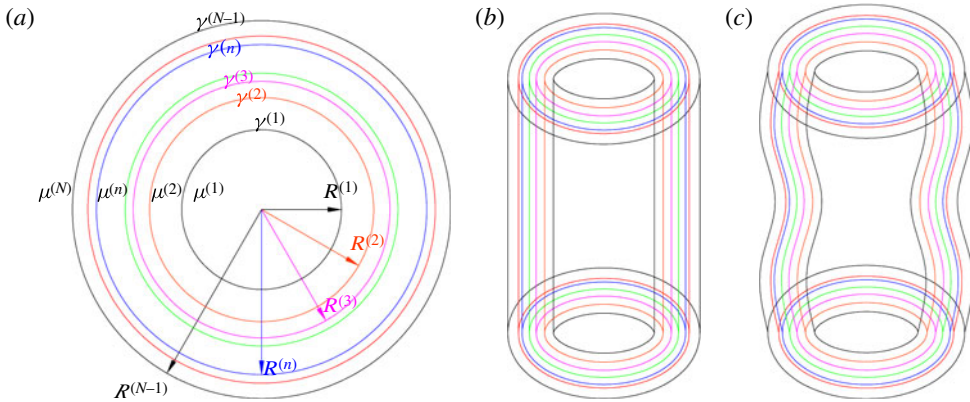 (a)
(b)
(c)
γ^(N–1)
γ^(n)
γ^(3)
γ^(2)
γ^(1)
μ^(N) μ^(n) μ^(2) μ^(1) R^(1)
R^(2)
R^(3)
R^(n)
R^(N–1)